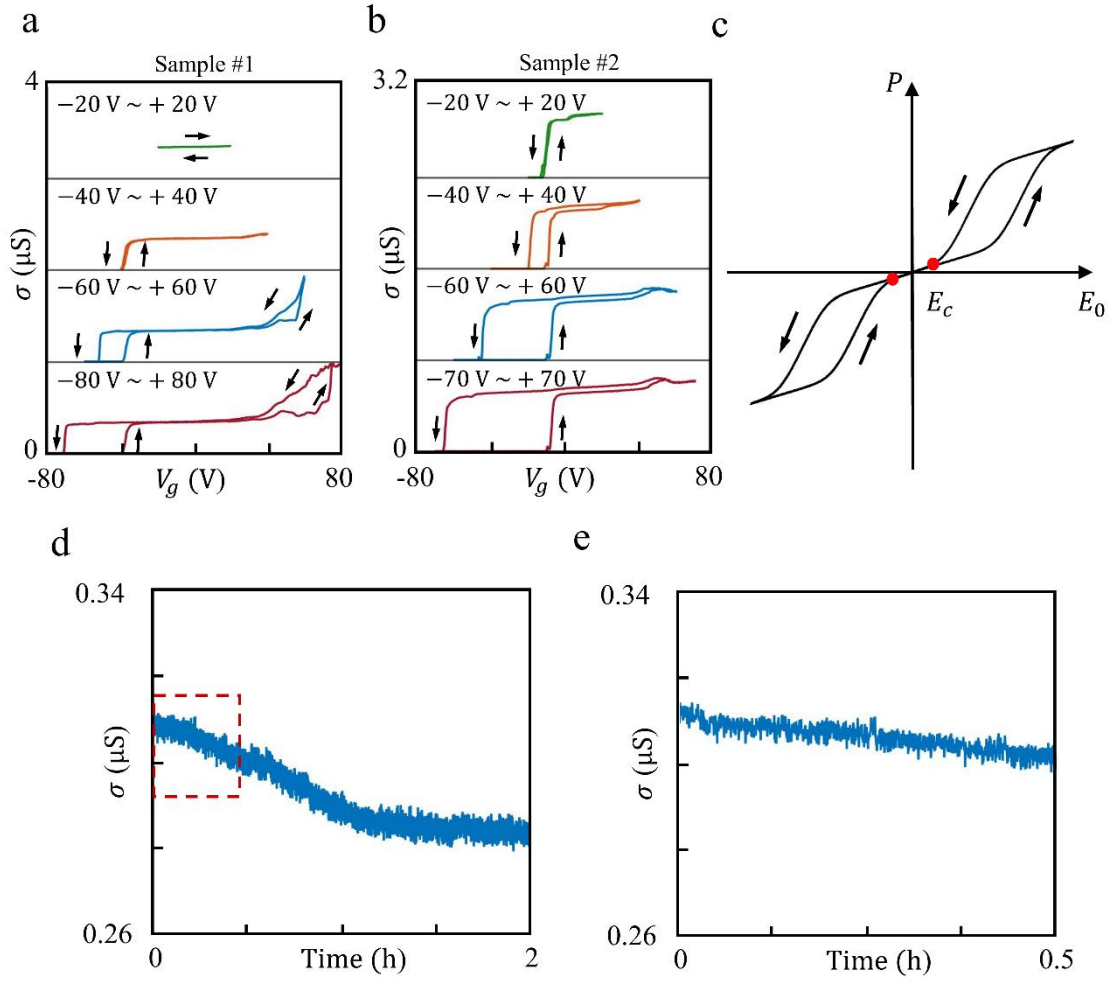 a
Sample #1
4
−20 V ~ + 20 V
−40 V ~ + 40 V
−60 V ~ + 60 V
−80 V ~ + 80 V
σ (μS)
0
-80
V_g (V)
80
b
Sample #2
3.2
−20 V ~ + 20 V
−40 V ~ + 40 V
−60 V ~ + 60 V
−70 V ~ + 70 V
σ (μS)
0
-80
V_g (V)
80
c
P
E_c
E_0
d
0.34
σ (μS)
0.26
0
Time (h)
2
e
0.34
σ (μS)
0.26
0
Time (h)
0.5